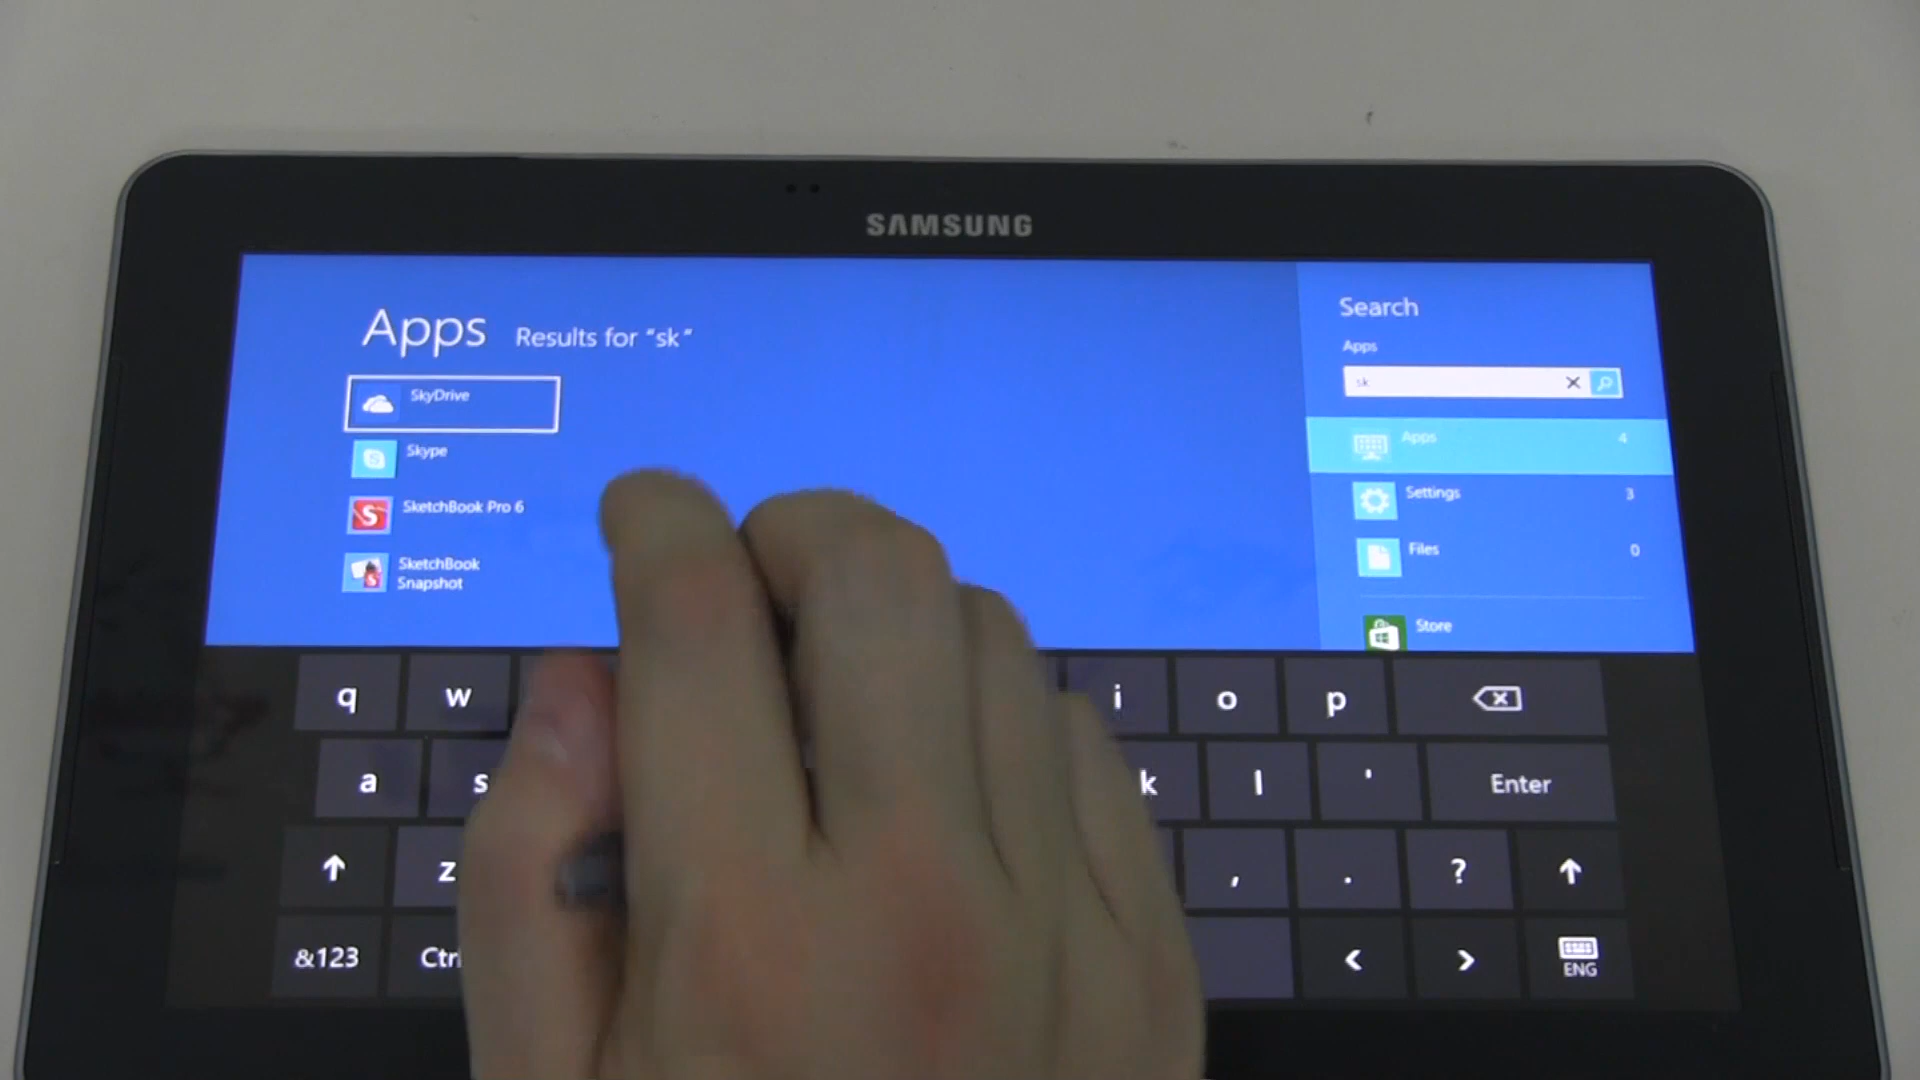 SAMSUNG
Apps Results for "sk"
SkyDrive
Skype
SketchBook Pro 6
SketchBook
Snapshot
Search
Apps
sk
Apps 4
Settings 3
Files 0
Store
q w i o p
a s k l ' Enter
z , . ?
&123 Ctrl < > ENG